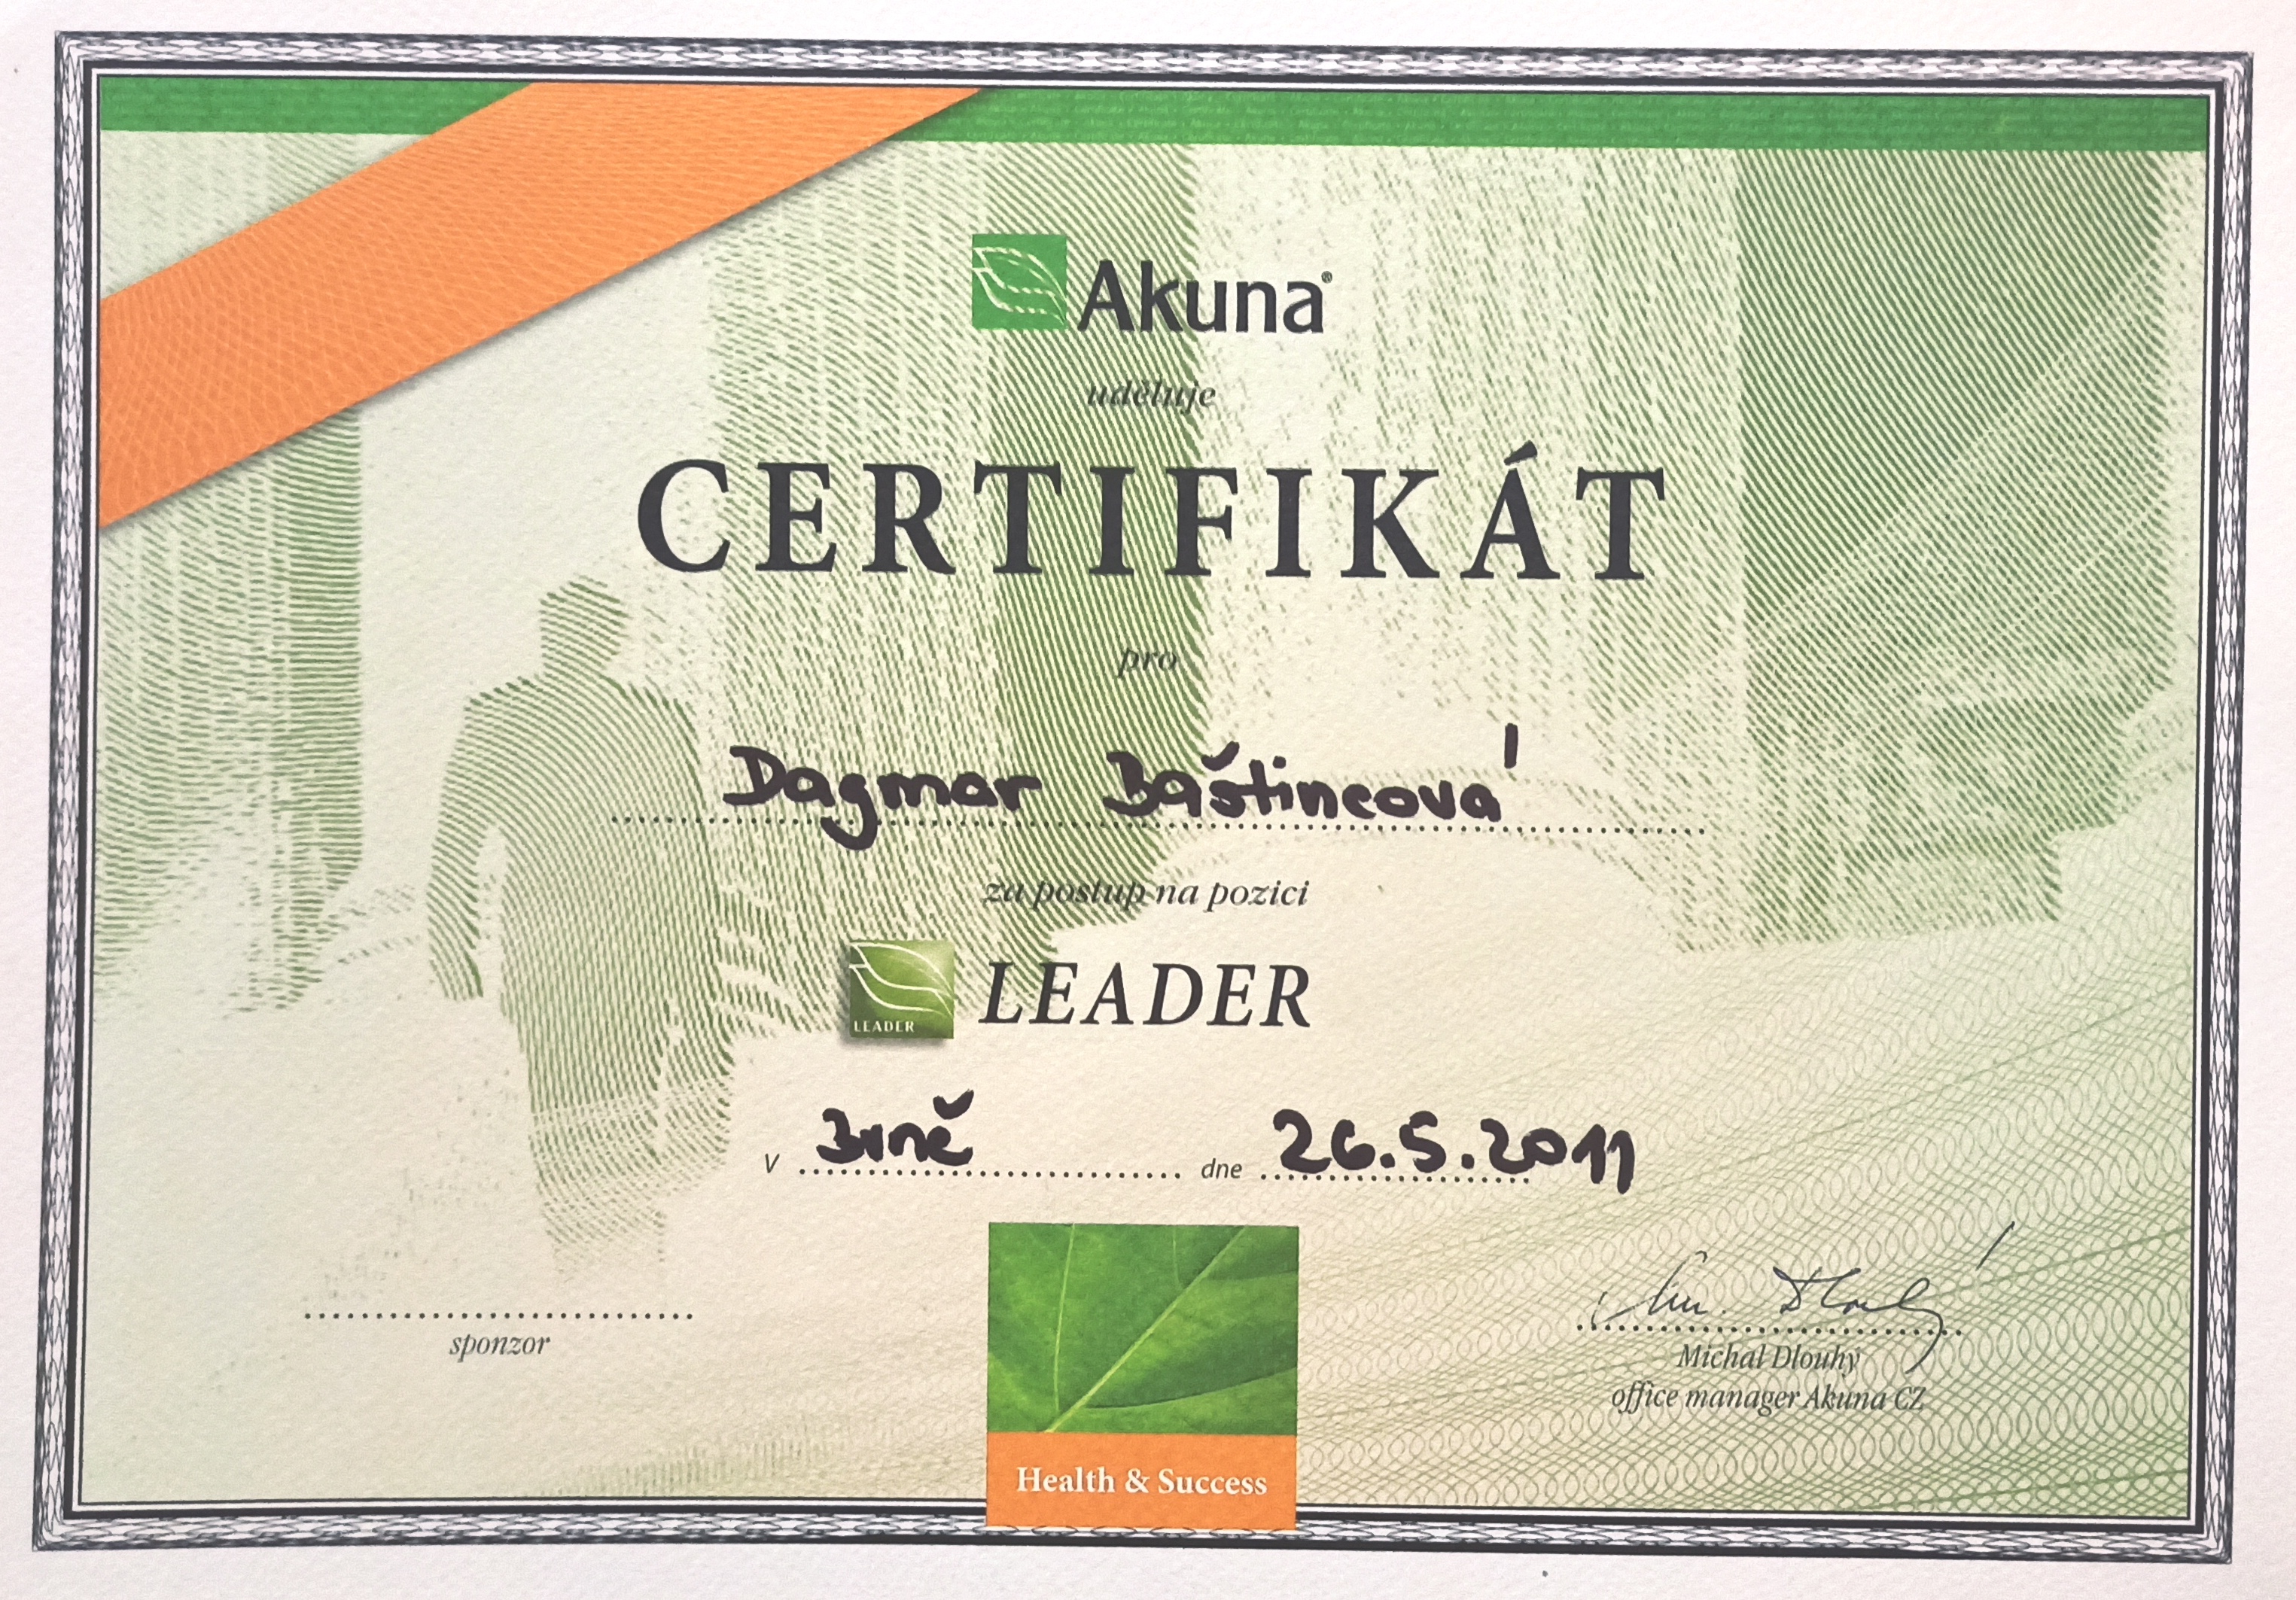 Akuna®
uděluje
CERTIFIKÁT
pro
Dagmar Baštincová
za postup na pozici
LEADER LEADER
V Brně dne 26.5.2011
sponzor
Michal Dlouhý
office manager Akuna CZ
Health & Success